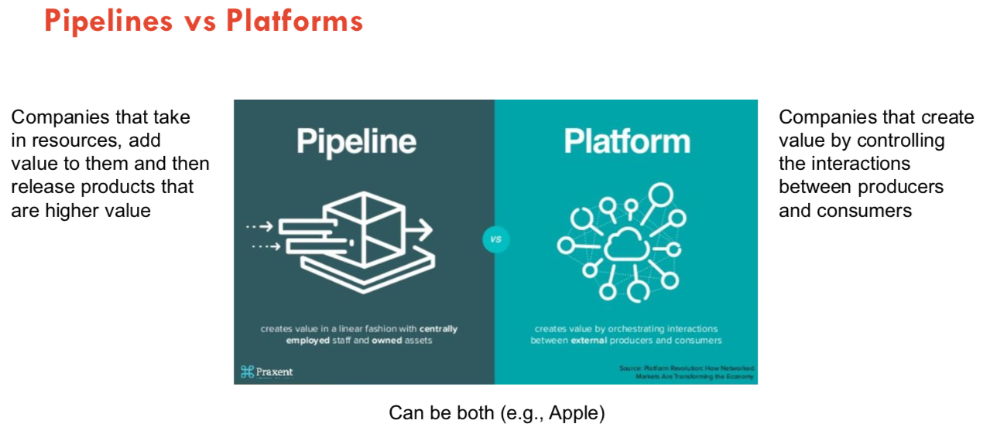 Pipelines vs Platforms
Companies that take
in resources, add
value to them and then
release products that
are higher value
Pipeline
creates value in a linear fashion with centrally
employed staff and owned assets
Praxent
vs
Platform
creates value by orchestrating interactions
between external producers and consumers
Source: Platform Revolution: How Networked
Markets Are Transforming the Economy
Companies that create
value by controlling
the interactions
between producers
and consumers
Can be both (e.g., Apple)